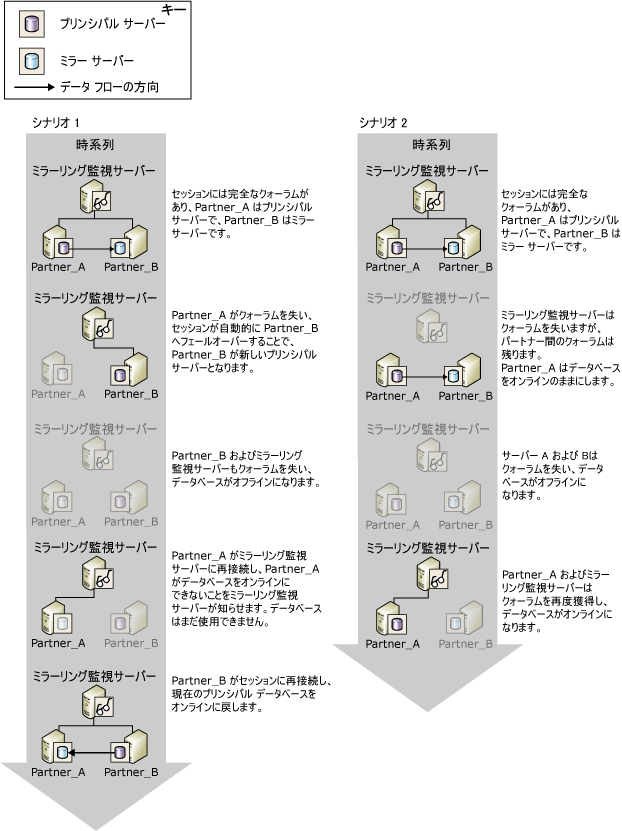 キー
プリンシパル サーバー
ミラー サーバー
データ フローの方向
シナリオ 1
時系列
ミラーリング監視サーバー
Partner_A
Partner_B
セッションには完全なクォーラムが
あり、Partner_A はプリンシパル
サーバーで、Partner_B はミラー
サーバーです。
ミラーリング監視サーバー
Partner_A
Partner_B
Partner_A がクォーラムを失い、
セッションが自動的に Partner_B
へフェールオーバーすることで、
Partner_B が新しいプリンシパル
サーバーとなります。
ミラーリング監視サーバー
Partner_A
Partner_B
Partner_B およびミラーリング
監視サーバーもクォーラムを失い、
データベースがオフラインになります。
ミラーリング監視サーバー
Partner_A
Partner_B
Partner_A がミラーリング監視
サーバーに再接続し、Partner_A
がデータベースをオンラインに
できないことをミラーリング監視
サーバーが知らせます。データベース
はまだ使用できません。
ミラーリング監視サーバー
Partner_A
Partner_B
Partner_B がセッションに再接続し、
現在のプリンシパル データベースを
オンラインに戻します。
シナリオ 2
時系列
ミラーリング監視サーバー
Partner_A
Partner_B
セッションには完全な
クォーラムがあり、
Partner_A はプリンシパル
サーバーで、Partner_B は
ミラー サーバーです。
ミラーリング監視サーバー
Partner_A
Partner_B
ミラーリング監視サーバーは
クォーラムを失いますが、
パートナー間のクォーラムは
残ります。
Partner_A はデータベース
をオンラインのままにします。
ミラーリング監視サーバー
Partner_A
Partner_B
サーバー A および Bは
クォーラムを失い、データ
ベースがオフラインに
なります。
ミラーリング監視サーバー
Partner_A
Partner_B
Partner_A およびミラー
リング監視サーバーは
クォーラムを再度獲得し、
データベースがオンラインに
なります。